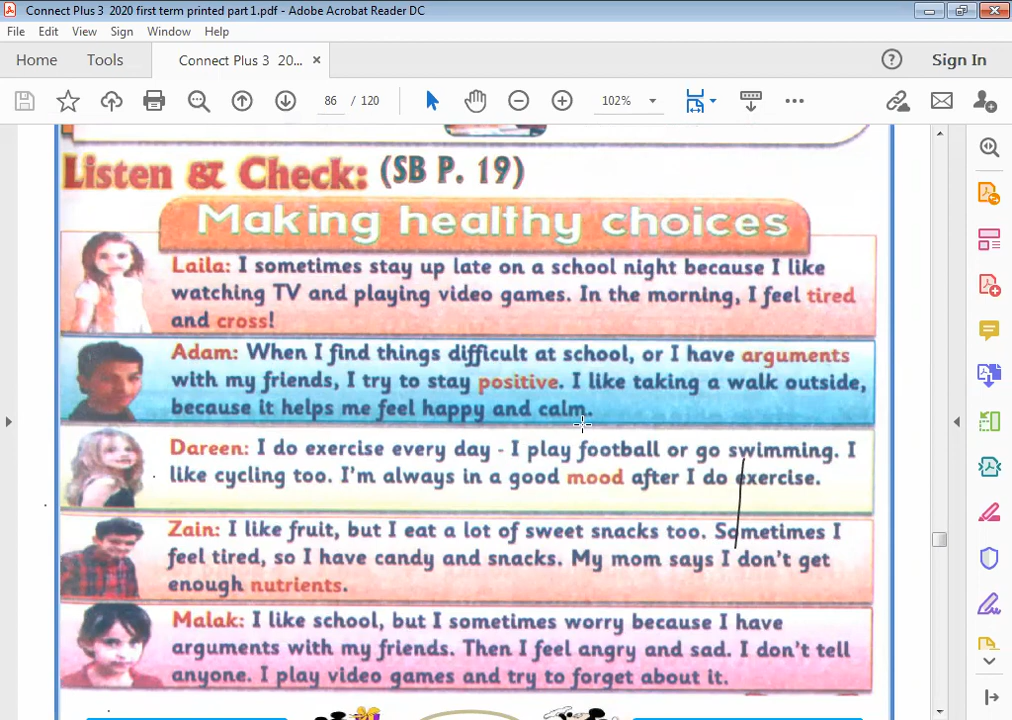 Connect Plus 3  2020 first term printed part 1.pdf - Adobe Acrobat Reader DC
File Edit View Sign Window Help
Home Tools Connect Plus 3  20... × Sign In
86 / 120 102%
Listen & Check: (SB P. 19)
Making healthy choices
Laila: I sometimes stay up late on a school night because I like
watching TV and playing video games. In the morning, I feel tired
and cross!
Adam: When I find things difficult at school, or I have arguments
with my friends, I try to stay positive. I like taking a walk outside,
because it helps me feel happy and calm.
Dareen: I do exercise every day - I play football or go swimming. I
like cycling too. I'm always in a good mood after I do exercise.
Zain: I like fruit, but I eat a lot of sweet snacks too. Sometimes I
feel tired, so I have candy and snacks. My mom says I don't get
enough nutrients.
Malak: I like school, but I sometimes worry because I have
arguments with my friends. Then I feel angry and sad. I don't tell
anyone. I play video games and try to forget about it.